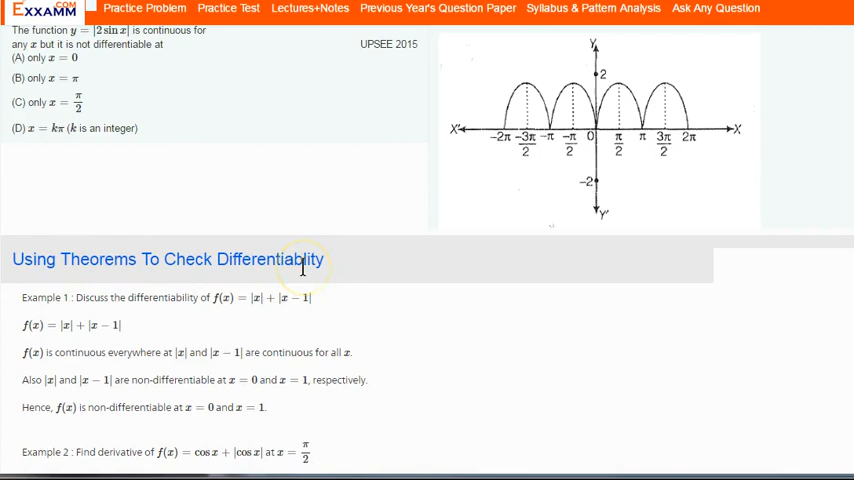 EXXAMM .COM Practice Problem Practice Test Lectures+Notes Previous Year's Question Paper Syllabus & Pattern Analysis Ask Any Question
The function y = |2 sin x| is continuous for
any x but it is not differentiable at
UPSEE 2015
(A) only x = 0
(B) only x = π
(C) only x = π/2
(D) x = kπ (k is an integer)
Y
2
X' X
-2π -3π/2 -π -π/2 0 π/2 π 3π/2 2π
-2
Y'
Using Theorems To Check Differentiablity
Example 1 : Discuss the differentiability of f(x) = |x| + |x − 1|
f(x) = |x| + |x − 1|
f(x) is continuous everywhere at |x| and |x − 1| are continuous for all x.
Also |x| and |x − 1| are non-differentiable at x = 0 and x = 1, respectively.
Hence, f(x) is non-differentiable at x = 0 and x = 1.
Example 2 : Find derivative of f(x) = cos x + |cos x| at x = π/2